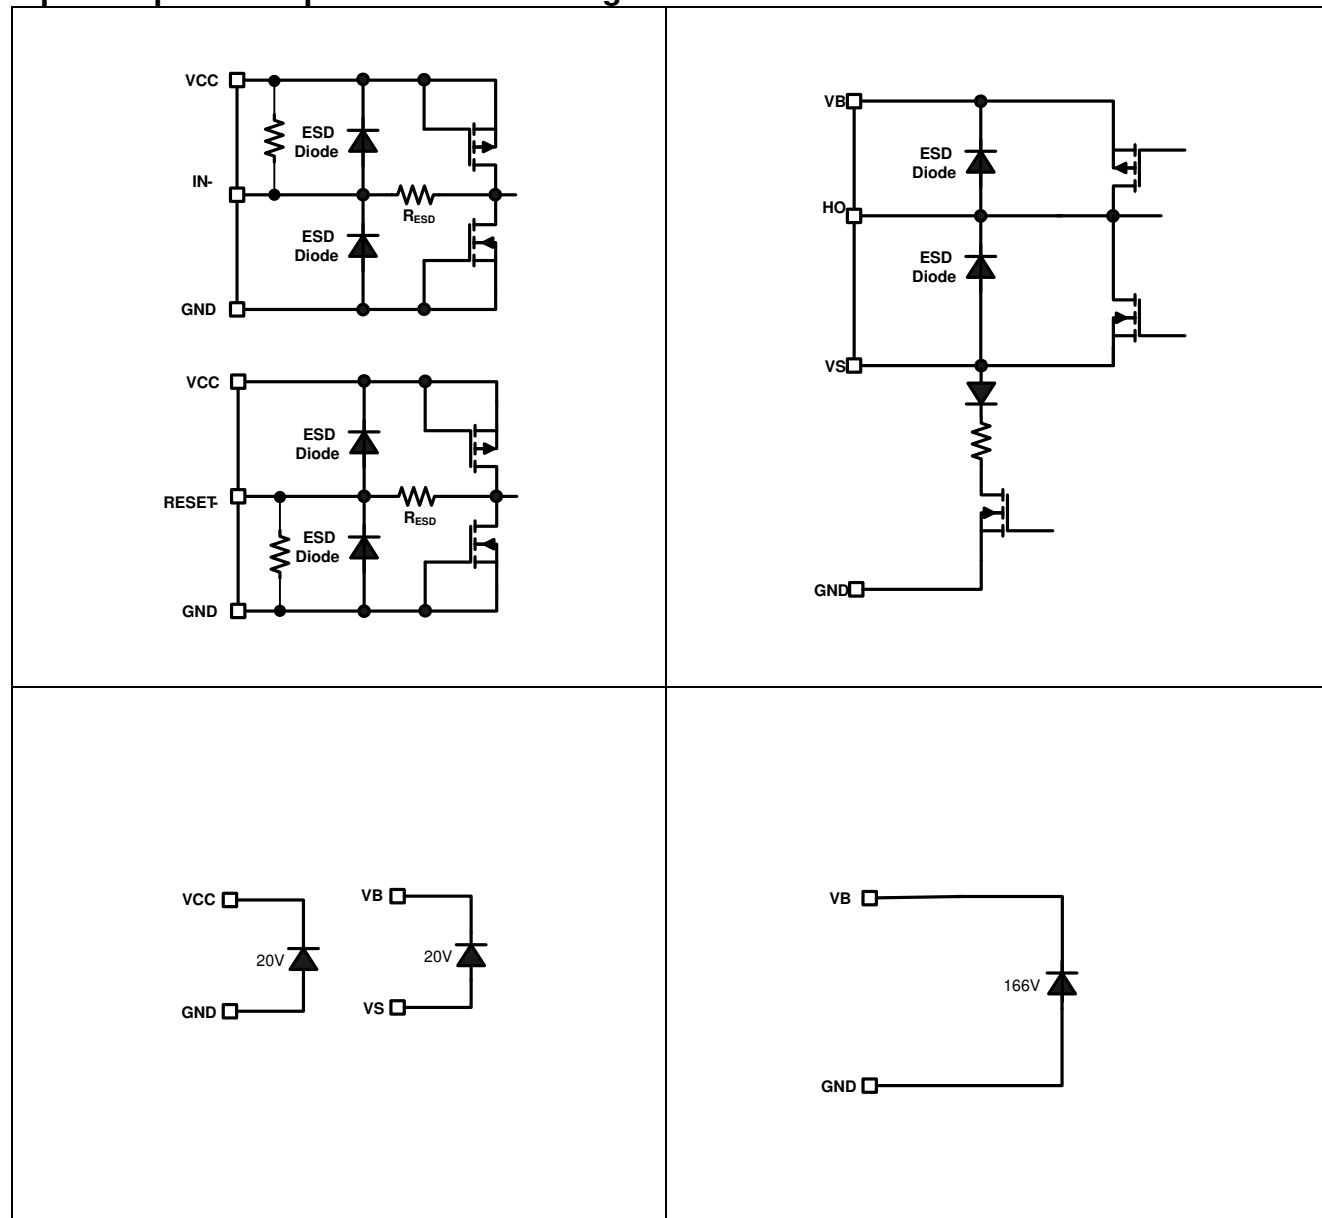 VCC
ESD
Diode
IN-
RESD
ESD
Diode
GND
VCC
ESD
Diode
RESET-
RESD
ESD
Diode
GND
VB
ESD
Diode
HO
ESD
Diode
VS
GND
VCC
20V
GND
VB
20V
VS
VB
166V
GND